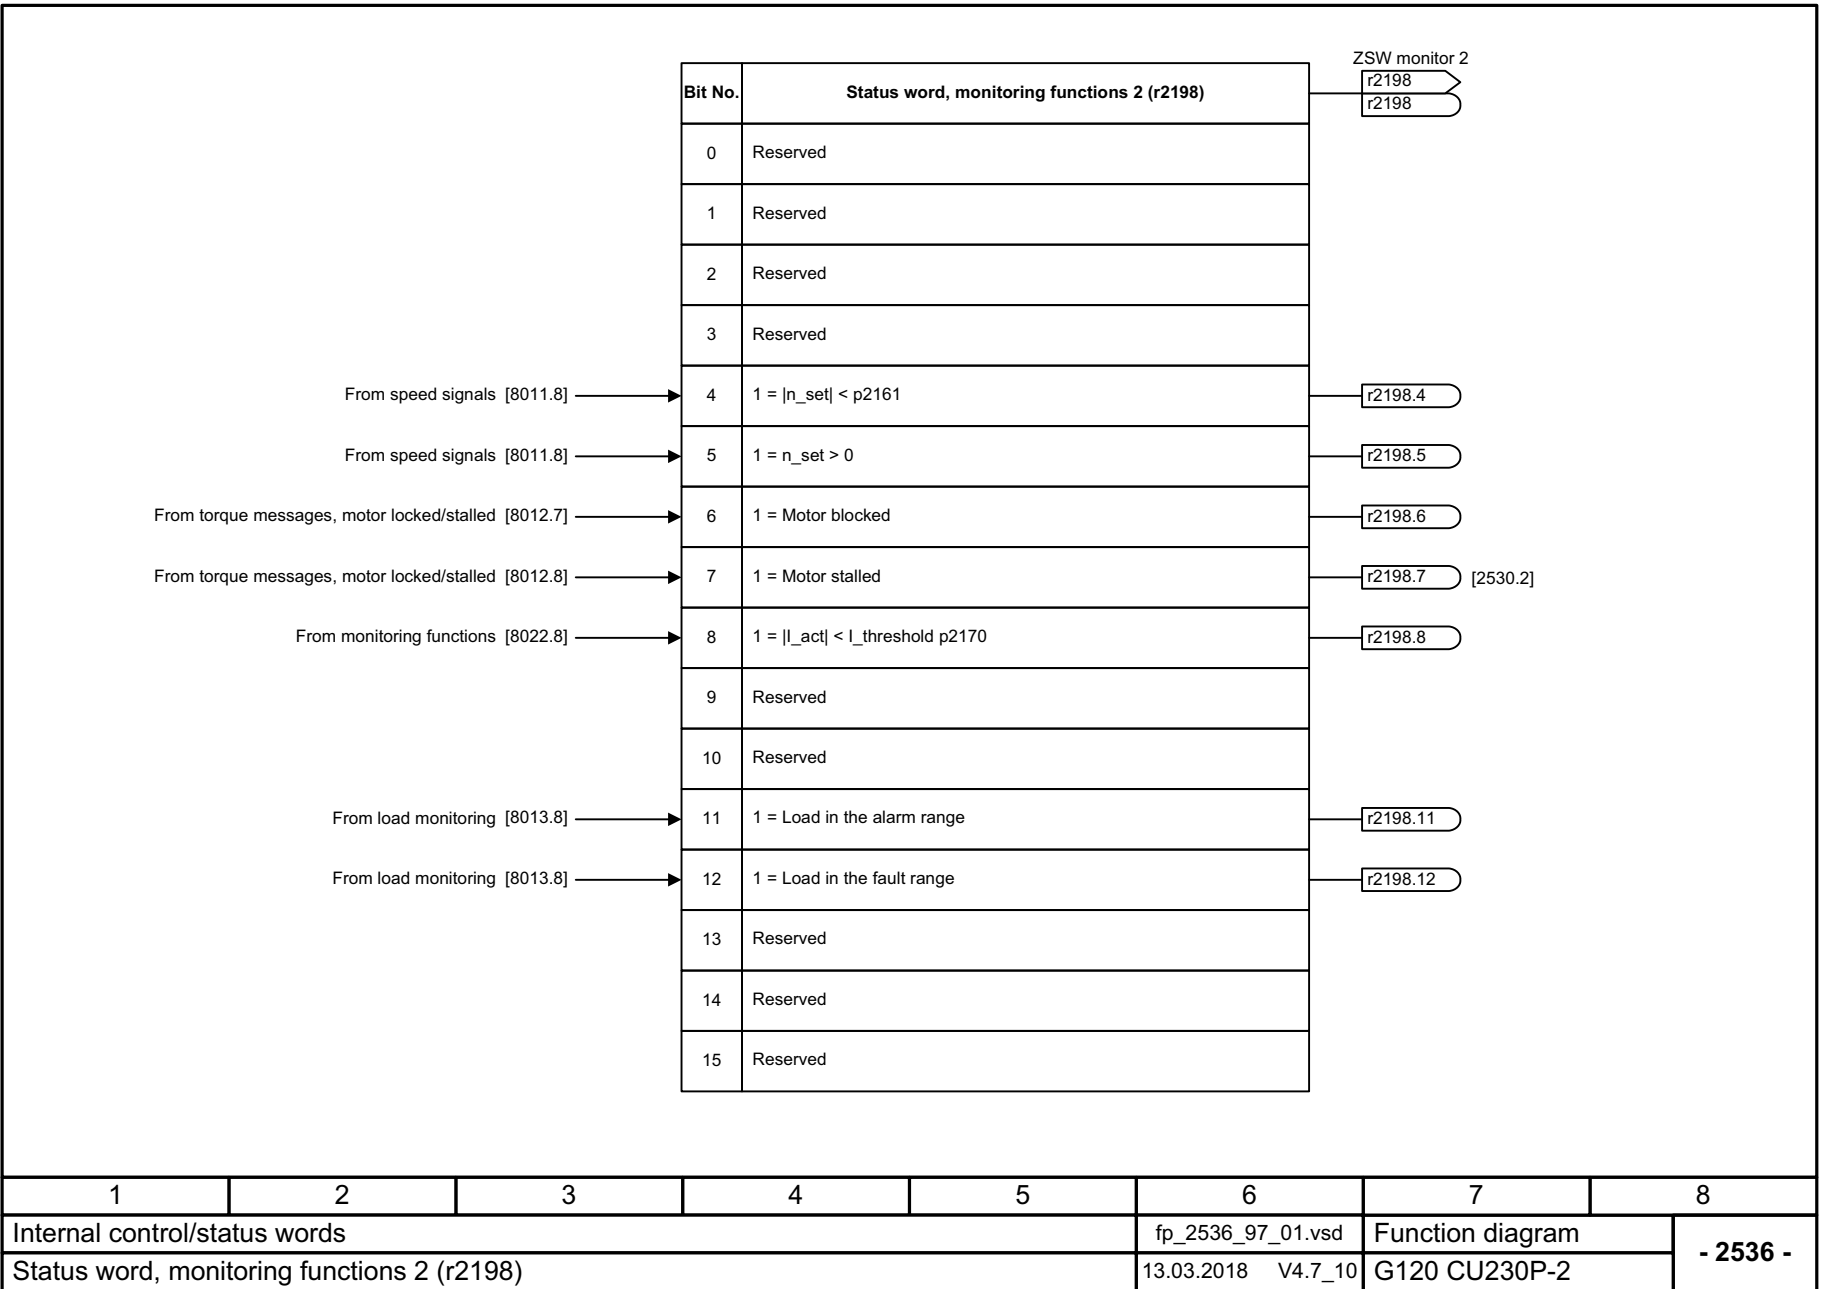 ZSW monitor 2
Bit No. Status word, monitoring functions 2 (r2198) r2198
r2198
0 Reserved
1 Reserved
2 Reserved
3 Reserved
From speed signals [8011.8] 4 1 = |n_set| < p2161 r2198.4
From speed signals [8011.8] 5 1 = n_set > 0 r2198.5
From torque messages, motor locked/stalled [8012.7] 6 1 = Motor blocked r2198.6
From torque messages, motor locked/stalled [8012.8] 7 1 = Motor stalled r2198.7 [2530.2]
From monitoring functions [8022.8] 8 1 = |I_act| < I_threshold p2170 r2198.8
9 Reserved
10 Reserved
From load monitoring [8013.8] 11 1 = Load in the alarm range r2198.11
From load monitoring [8013.8] 12 1 = Load in the fault range r2198.12
13 Reserved
14 Reserved
15 Reserved
1 2 3 4 5 6 7 8
Internal control/status words fp_2536_97_01.vsd Function diagram - 2536 -
Status word, monitoring functions 2 (r2198) 13.03.2018 V4.7_10 G120 CU230P-2